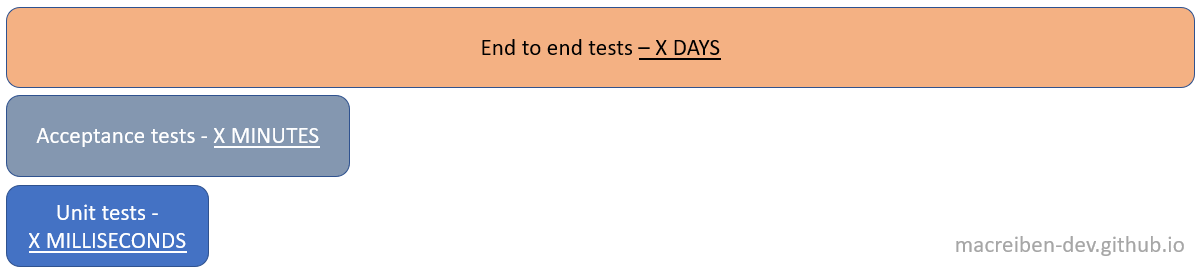 End to end tests – X DAYS
Acceptance tests - X MINUTES
Unit tests -
X MILLISECONDS
macreiben-dev.github.io